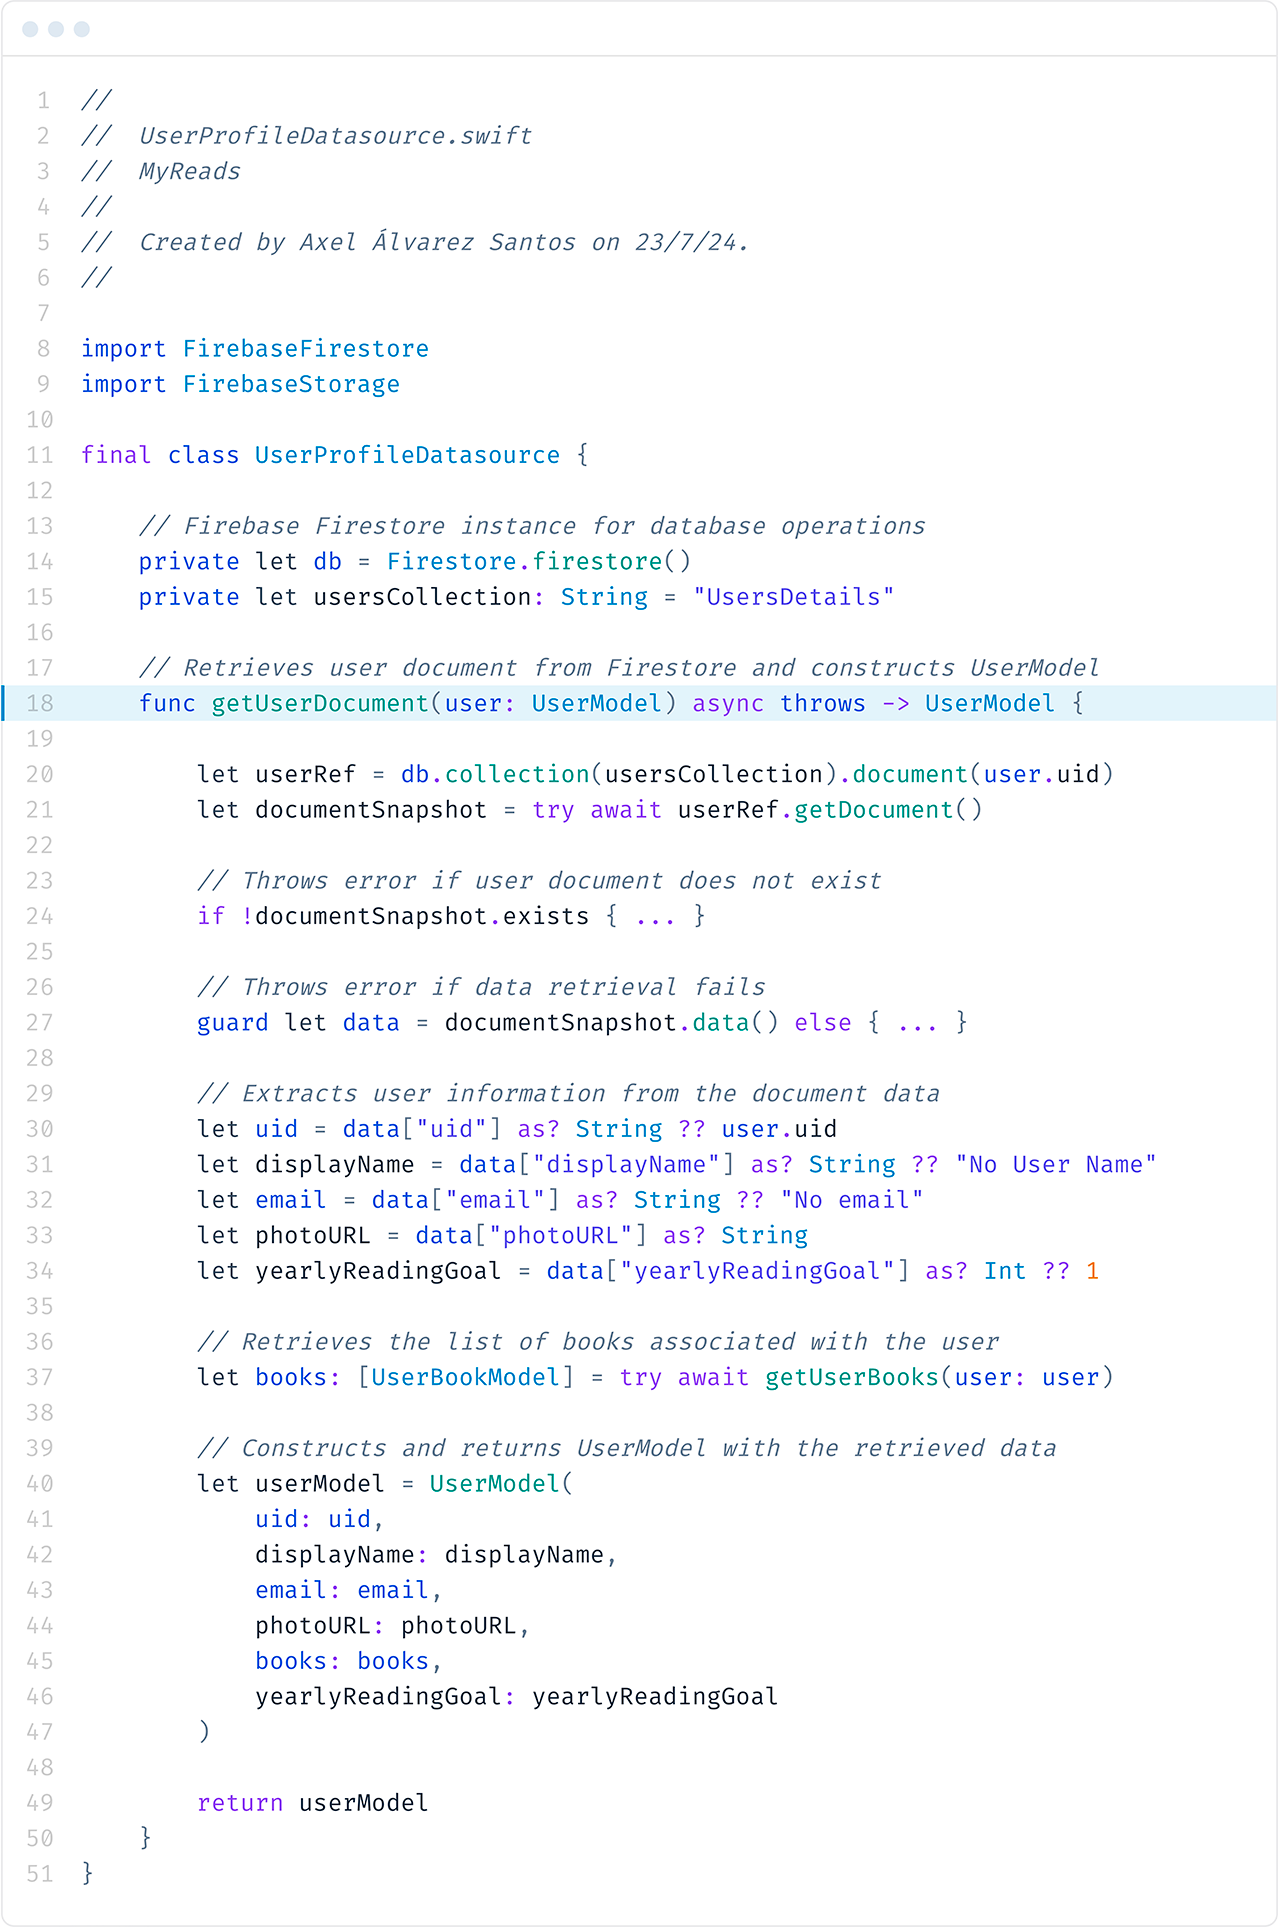 1 //
2 //  UserProfileDatasource.swift
3 //  MyReads
4 //
5 //  Created by Axel Álvarez Santos on 23/7/24.
6 //
7
8 import FirebaseFirestore
9 import FirebaseStorage
10
11 final class UserProfileDatasource {
12
13     // Firebase Firestore instance for database operations
14     private let db = Firestore.firestore()
15     private let usersCollection: String = "UsersDetails"
16
17     // Retrieves user document from Firestore and constructs UserModel
18     func getUserDocument(user: UserModel) async throws -> UserModel {
19
20         let userRef = db.collection(usersCollection).document(user.uid)
21         let documentSnapshot = try await userRef.getDocument()
22
23         // Throws error if user document does not exist
24         if !documentSnapshot.exists { ... }
25
26         // Throws error if data retrieval fails
27         guard let data = documentSnapshot.data() else { ... }
28
29         // Extracts user information from the document data
30         let uid = data["uid"] as? String ?? user.uid
31         let displayName = data["displayName"] as? String ?? "No User Name"
32         let email = data["email"] as? String ?? "No email"
33         let photoURL = data["photoURL"] as? String
34         let yearlyReadingGoal = data["yearlyReadingGoal"] as? Int ?? 1
35
36         // Retrieves the list of books associated with the user
37         let books: [UserBookModel] = try await getUserBooks(user: user)
38
39         // Constructs and returns UserModel with the retrieved data
40         let userModel = UserModel(
41             uid: uid,
42             displayName: displayName,
43             email: email,
44             photoURL: photoURL,
45             books: books,
46             yearlyReadingGoal: yearlyReadingGoal
47         )
48
49         return userModel
50     }
51 }